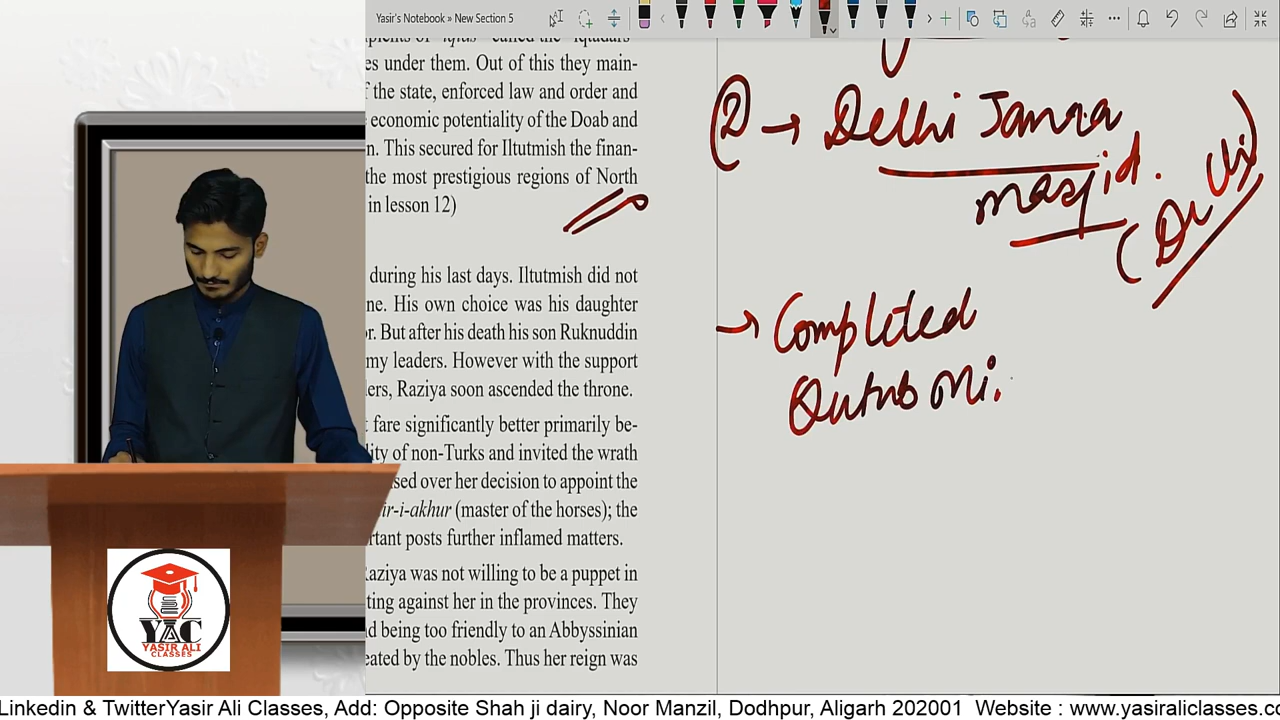 Yasir's Notebook » New Section 5
es under them. Out of this they main-
f the state, enforced law and order and
economic potentiality of the Doab and
n. This secured for Iltutmish the finan-
the most prestigious regions of North
in lesson 12)
during his last days. Iltutmish did not
ne. His own choice was his daughter
or. But after his death his son Ruknuddin
my leaders. However with the support
ers, Raziya soon ascended the throne.
t fare significantly better primarily be-
lity of non-Turks and invited the wrath
sed over her decision to appoint the
ir-i-akhur (master of the horses); the
rtant posts further inflamed matters.
Raziya was not willing to be a puppet in
ting against her in the provinces. They
d being too friendly to an Abbyssinian
eated by the nobles. Thus her reign was
(2) → Delhi Jama
masjid.
(Delhi)
→ Completed
Qutub Mi.
YAC
YASIR ALI
CLASSES
Linkedin & TwitterYasir Ali Classes, Add: Opposite Shah ji dairy, Noor Manzil, Dodhpur, Aligarh 202001 Website : www.yasiraliclasses.c